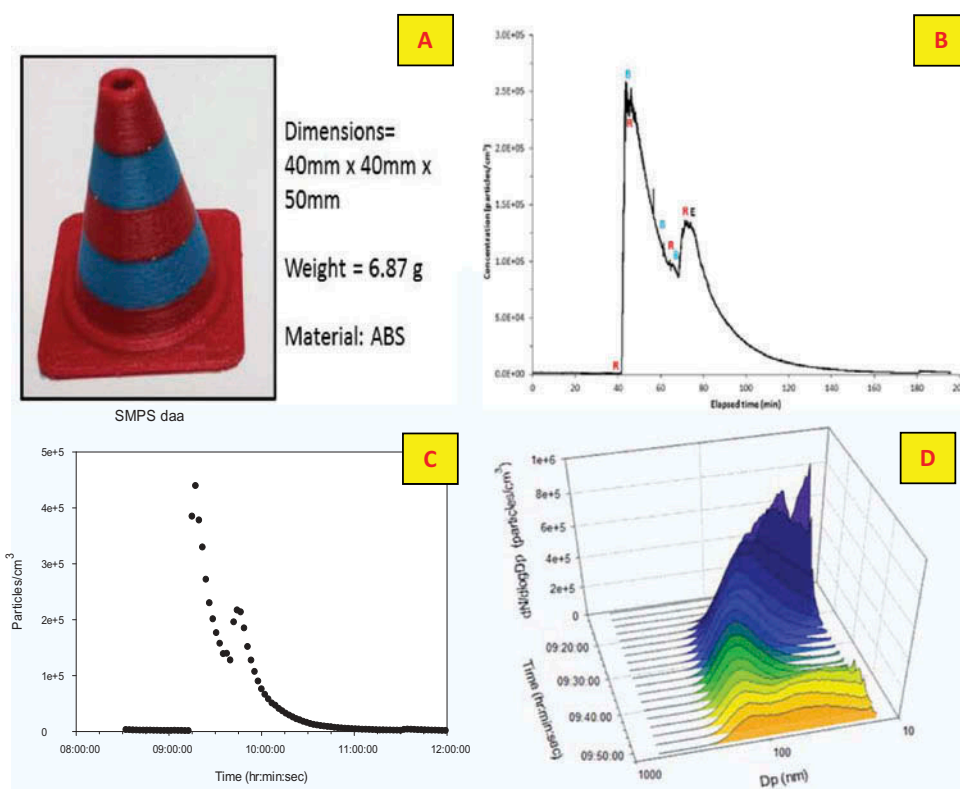 A
Dimensions=
40mm x 40mm x
50mm
Weight = 6.87 g
Material: ABS
B
3.0E+05
2.5E+05
2.0E+05
1.5E+05
1.0E+05
5.0E+04
0.0E+00
Concentration (particles/cm³)
B
R
B
R
B
R E
R
0
20
40
60
80
100
120
140
160
180
20
Elapsed time (min)
SMPS daa
C
5e+5
4e+5
3e+5
2e+5
1e+5
0
Particles/cm³
08:00:00
09:00:00
10:00:00
11:00:00
12:00:00
Time (hr:min:sec)
D
1e+6
8e+5
6e+5
4e+5
2e+5
0
dN/dlogDp (particles/cm³)
09:20:00
09:30:00
09:40:00
09:50:00
Time (hr:min:sec)
1000
100
10
Dp (nm)